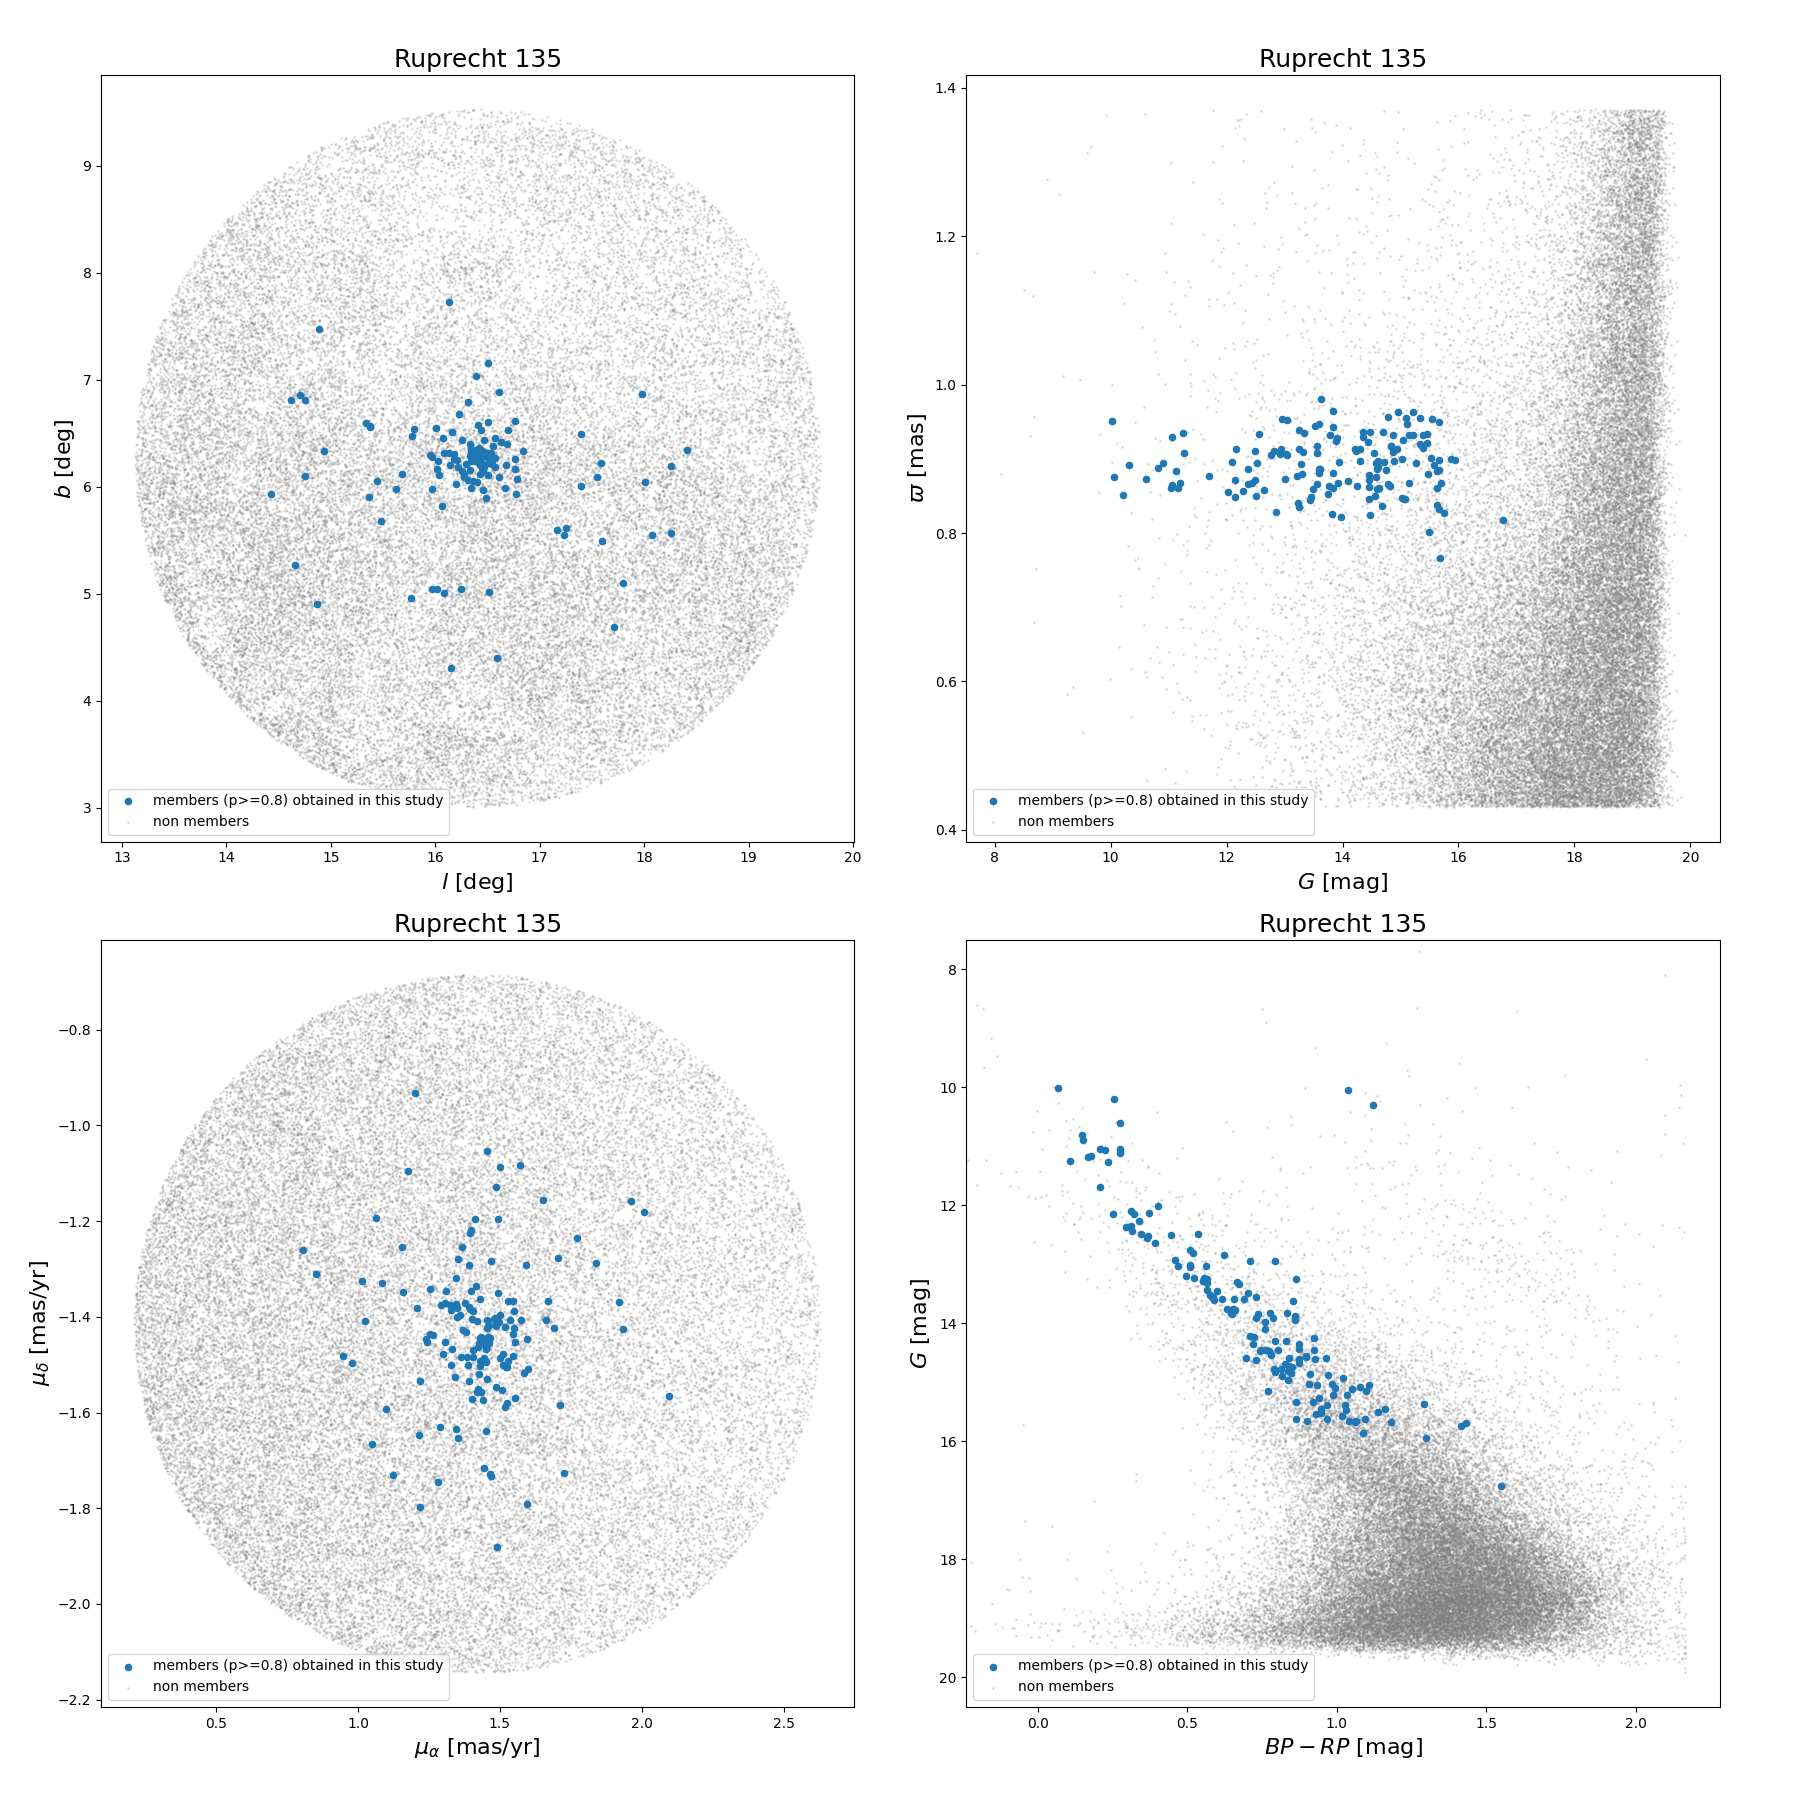 Ruprecht 135
9
8
7
6
5
4
3
b [deg]
members (p>=0.8) obtained in this study
non members
13 14 15 16 17 18 19 20
l [deg]
Ruprecht 135
1.4
1.2
1.0
0.8
0.6
0.4
ϖ [mas]
members (p>=0.8) obtained in this study
non members
8 10 12 14 16 18 20
G [mag]
Ruprecht 135
−0.8
−1.0
−1.2
−1.4
−1.6
−1.8
−2.0
−2.2
μδ [mas/yr]
members (p>=0.8) obtained in this study
non members
0.5 1.0 1.5 2.0 2.5
μα [mas/yr]
Ruprecht 135
8
10
12
14
16
18
20
G [mag]
members (p>=0.8) obtained in this study
non members
0.0 0.5 1.0 1.5 2.0
BP − RP [mag]